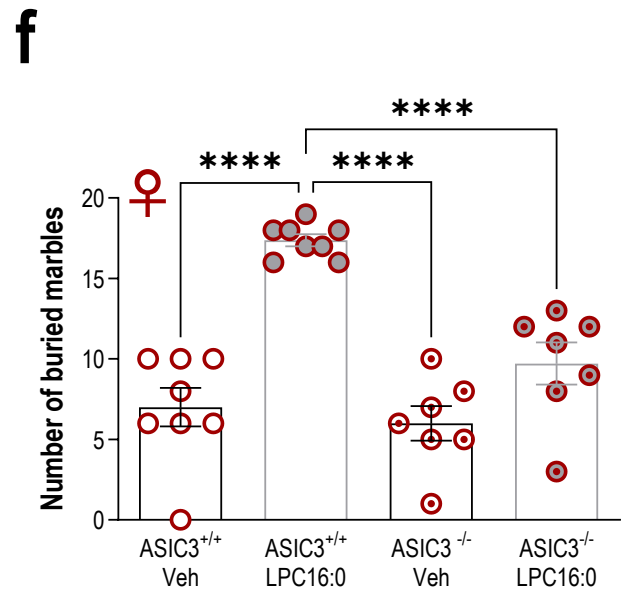 f
****
**** ****
♀
Number of buried marbles
20
15
10
5
0
ASIC3+/+ ASIC3+/+ ASIC3 -/- ASIC3-/-
Veh LPC16:0 Veh LPC16:0